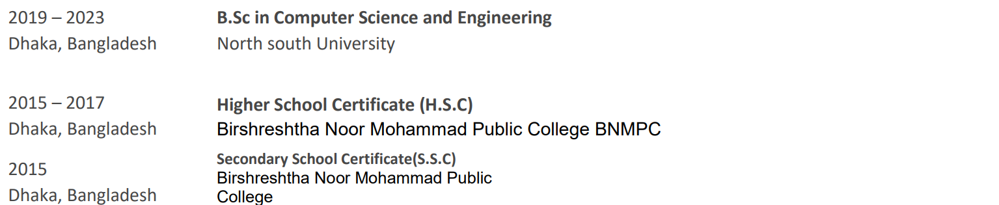 2019 – 2023 B.Sc in Computer Science and Engineering
Dhaka, Bangladesh North south University
2015 – 2017 Higher School Certificate (H.S.C)
Dhaka, Bangladesh Birshreshtha Noor Mohammad Public College BNMPC
Secondary School Certificate(S.S.C)
2015
Birshreshtha Noor Mohammad Public
Dhaka, Bangladesh College